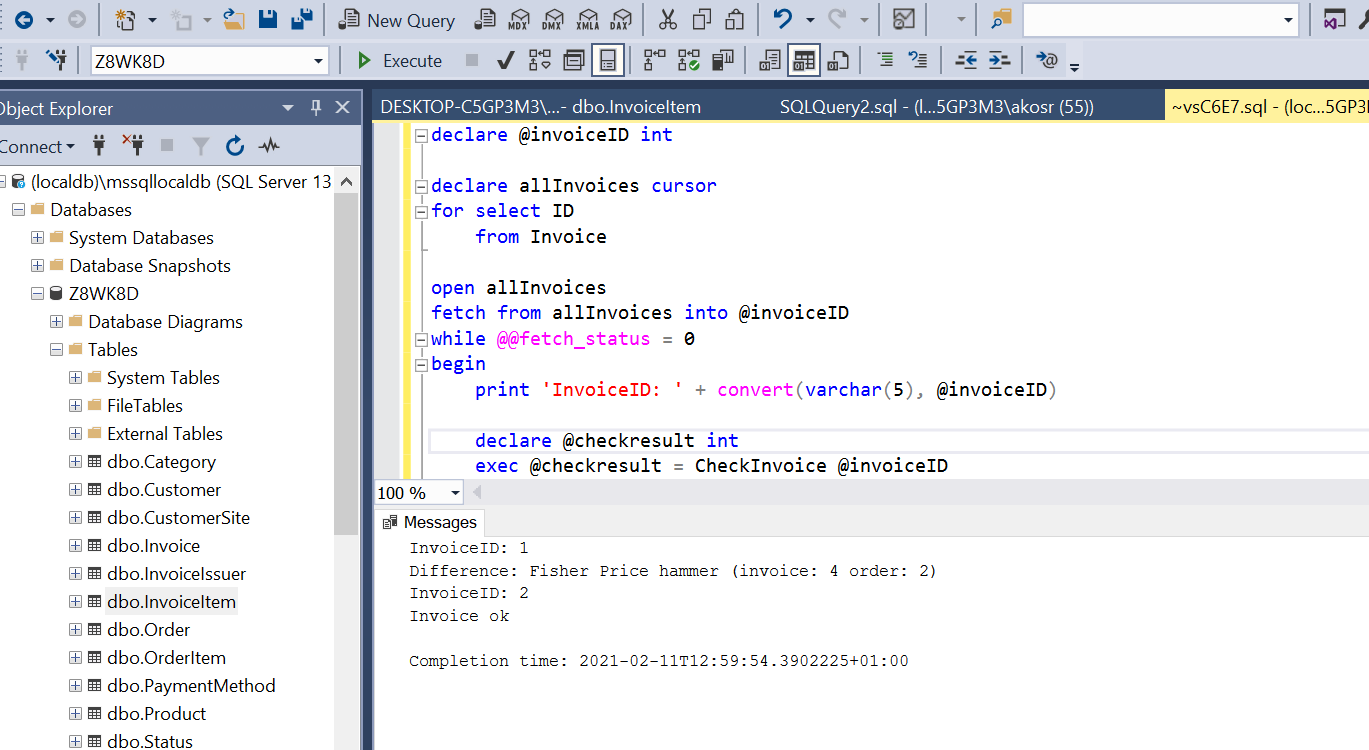 New Query
MDX
DMX
XMLA
DAX
Z8WK8D
Execute
Object Explorer
Connect
(localdb)\mssqllocaldb (SQL Server 13
Databases
System Databases
Database Snapshots
Z8WK8D
Database Diagrams
Tables
System Tables
FileTables
External Tables
dbo.Category
dbo.Customer
dbo.CustomerSite
dbo.Invoice
dbo.InvoiceIssuer
dbo.InvoiceItem
dbo.Order
dbo.OrderItem
dbo.PaymentMethod
dbo.Product
dbo.Status
DESKTOP-C5GP3M3\...- dbo.InvoiceItem
SQLQuery2.sql - (l...5GP3M3\akosr (55))
~vsC6E7.sql - (loc...5GP3
declare @invoiceID int
declare allInvoices cursor
for select ID
from Invoice
open allInvoices
fetch from allInvoices into @invoiceID
while @@fetch_status = 0
begin
print 'InvoiceID: ' + convert(varchar(5), @invoiceID)
declare @checkresult int
exec @checkresult = CheckInvoice @invoiceID
100 %
Messages
InvoiceID: 1
Difference: Fisher Price hammer (invoice: 4 order: 2)
InvoiceID: 2
Invoice ok
Completion time: 2021-02-11T12:59:54.3902225+01:00